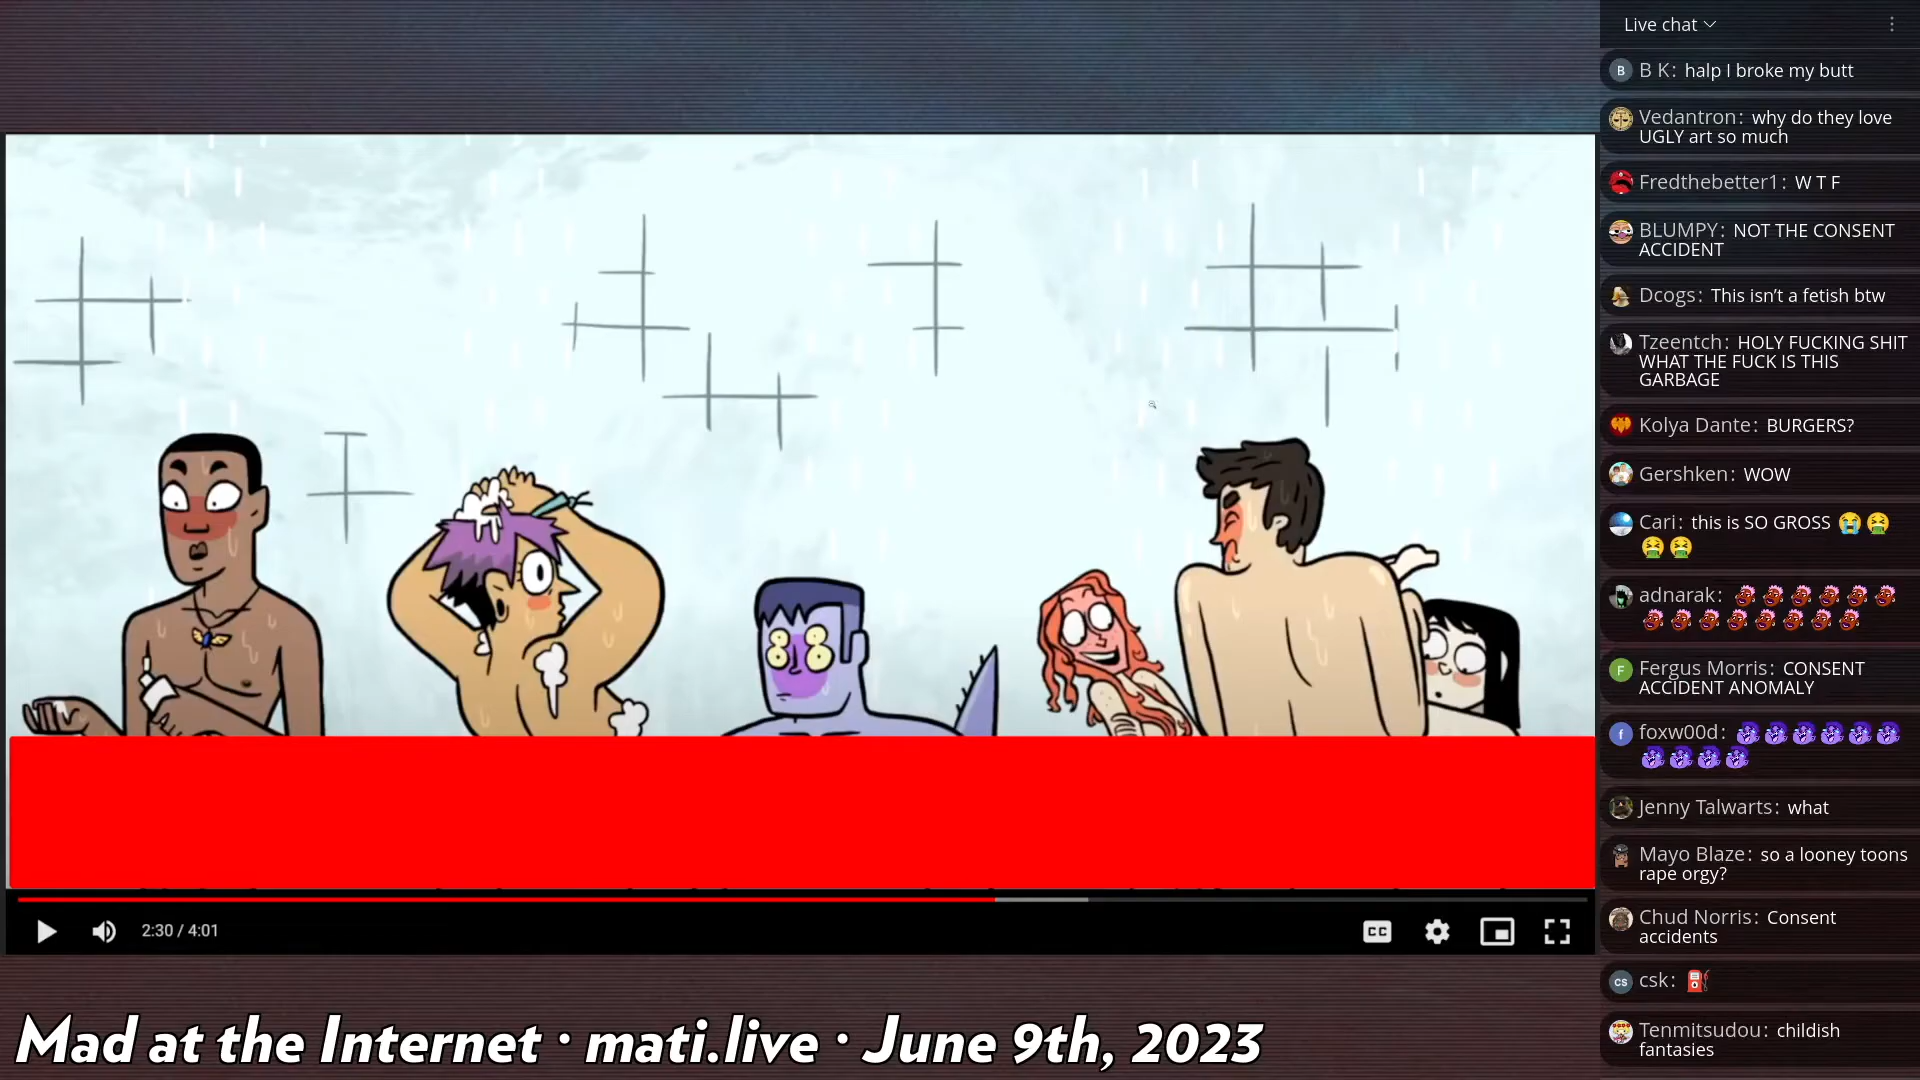 Live chat
B B K: halp I broke my butt
Vedantron: why do they love
UGLY art so much
Fredthebetter1: W T F
BLUMPY: NOT THE CONSENT
ACCIDENT
Dcogs: This isn't a fetish btw
Tzeentch: HOLY FUCKING SHIT
WHAT THE FUCK IS THIS
GARBAGE
Kolya Dante: BURGERS?
Gershken: WOW
Cari: this is SO GROSS 😭🤮
🤮🤮
adnarak:
F Fergus Morris: CONSENT
ACCIDENT ANOMALY
f foxw00d:
Jenny Talwarts: what
Mayo Blaze: so a looney toons
rape orgy?
Chud Norris: Consent
accidents
cs csk: ⛽
Tenmitsudou: childish
fantasies
2:30 / 4:01
CC
Mad at the Internet · mati.live · June 9th, 2023